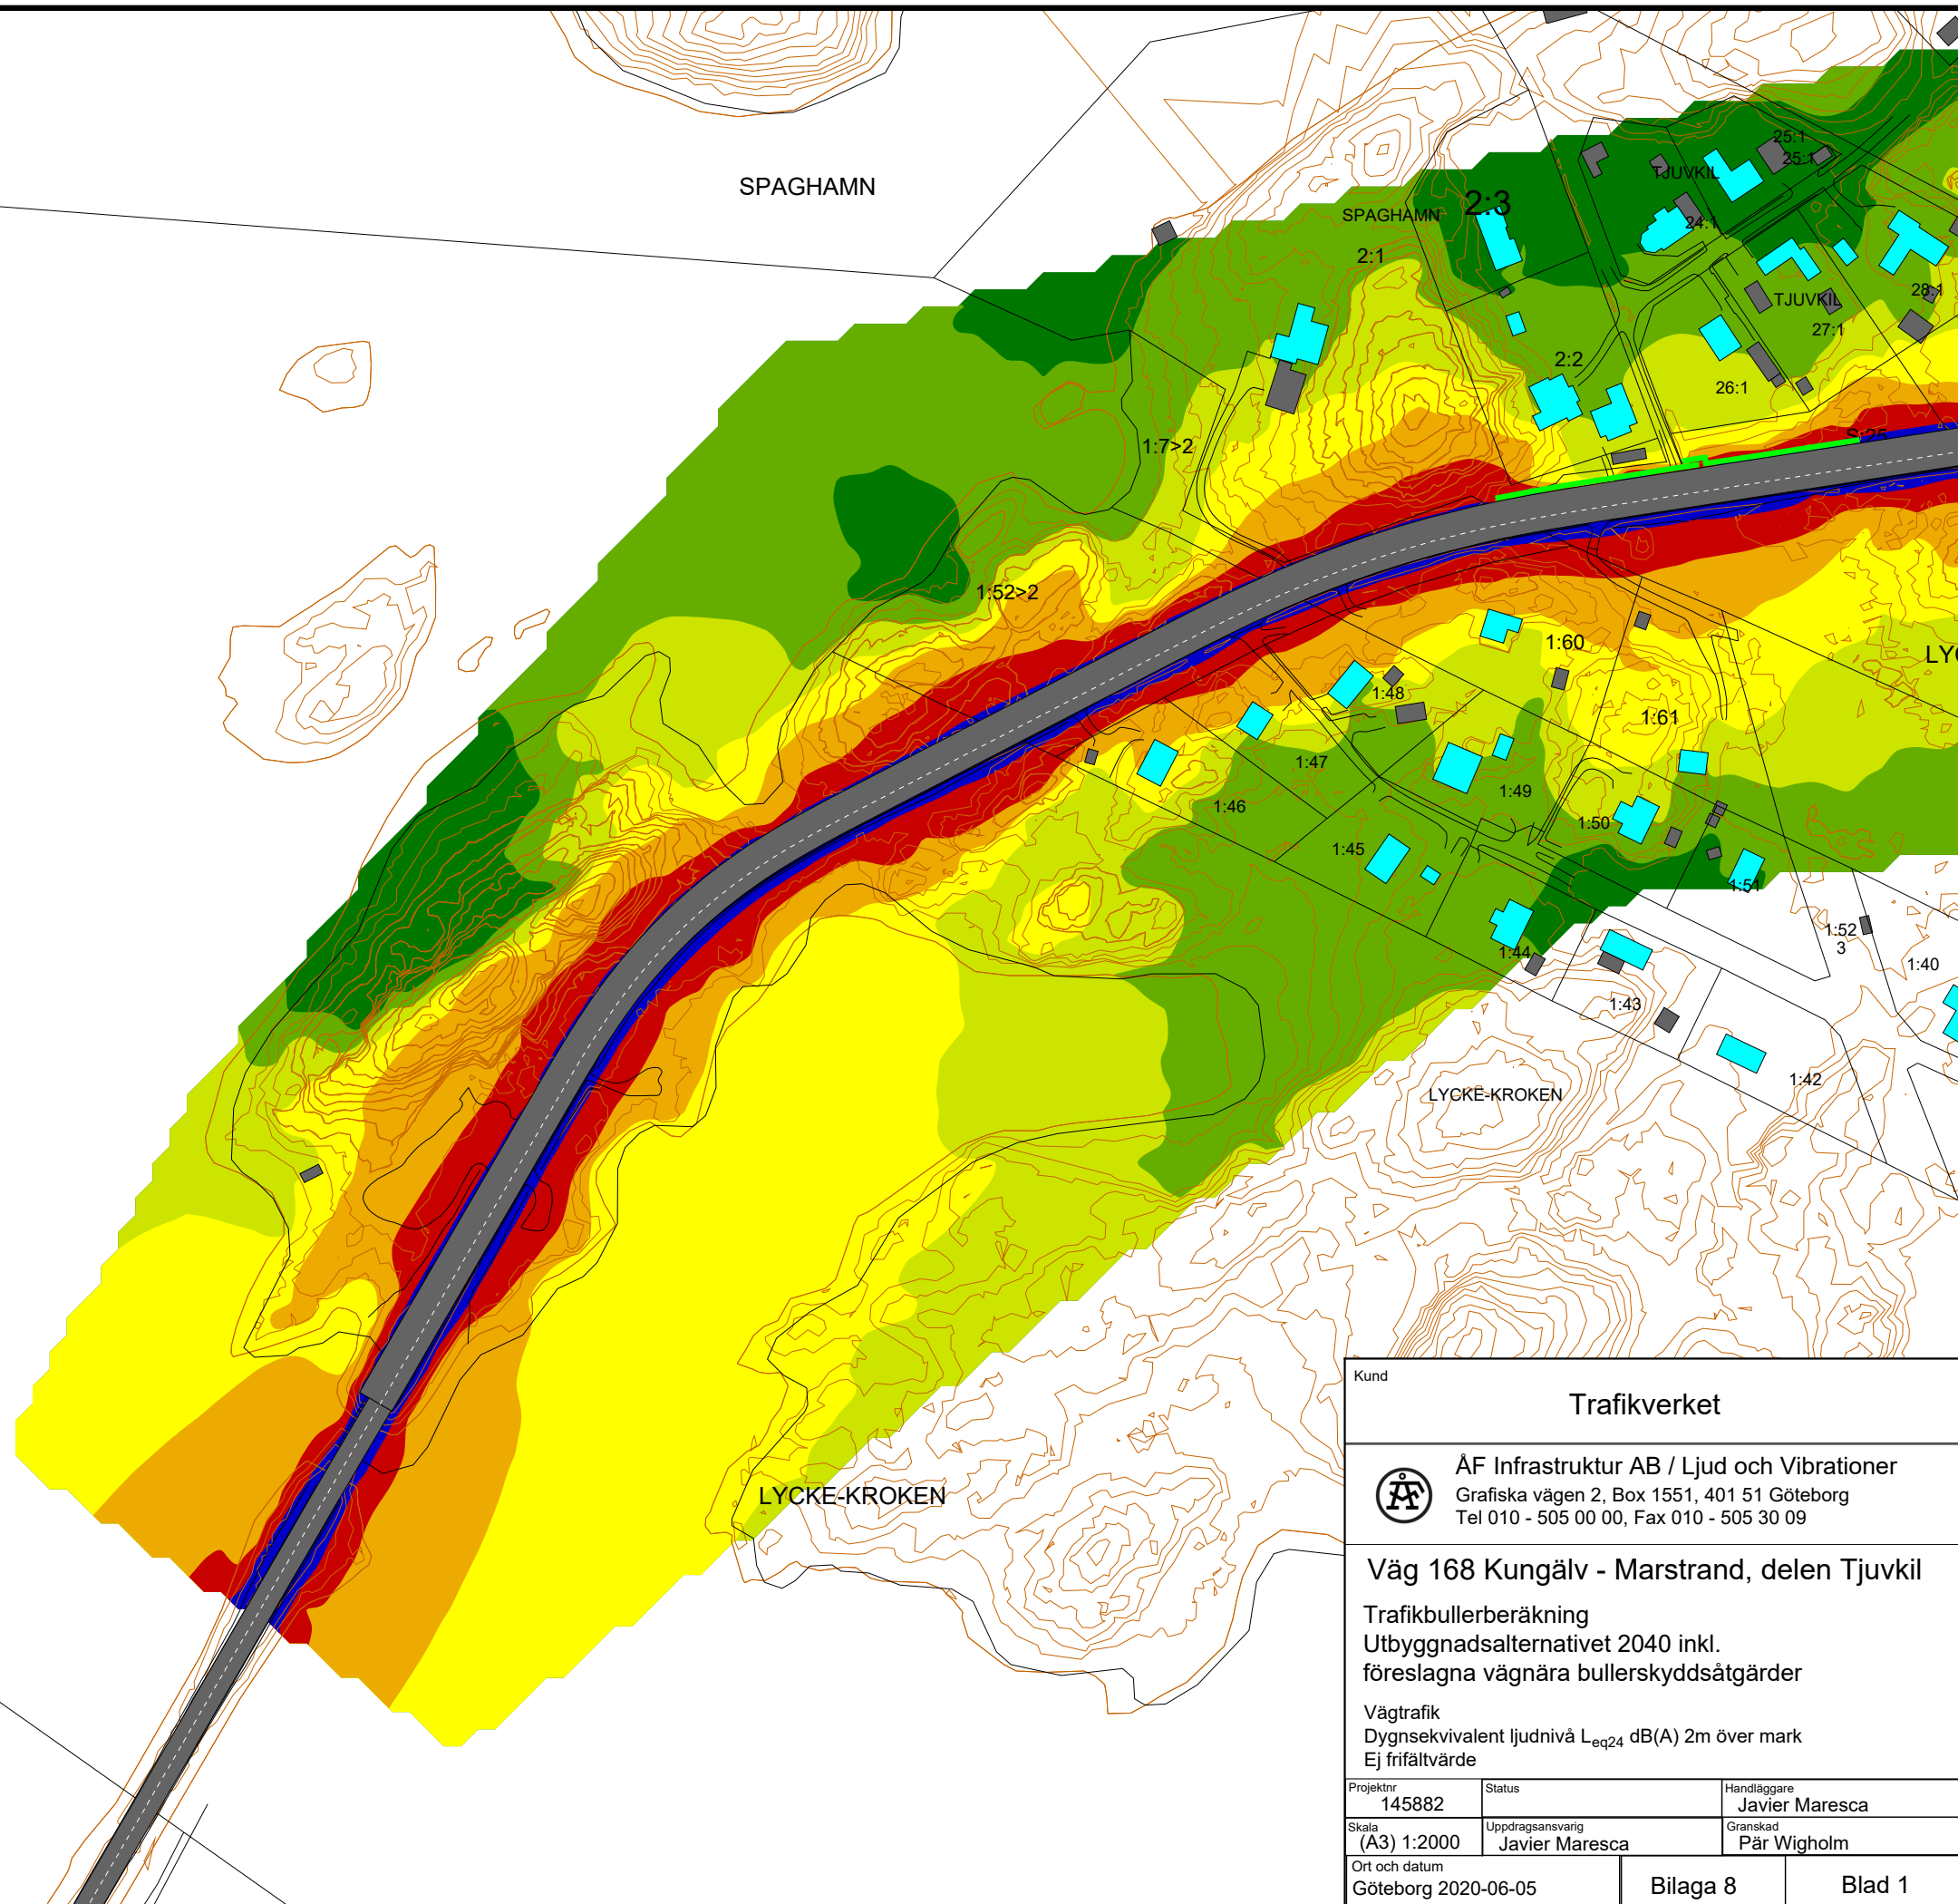 SPAGHAMN
25:1
25:1
TJUVKIL
SPAGHAMN
2:3
24:1
2:1
28:1
TJUVKIL
27:1
2:2
26:1
1:7>2
S:25
1:52>2
1:60
LYC
1:48
1:61
1:47
1:49
1:46
1:50
1:45
1:51
1:52
3
1:44
1:40
1:43
1:42
LYCKE-KROKEN
LYCKE-KROKEN
Kund
Trafikverket
ÅF
ÅF Infrastruktur AB / Ljud och Vibrationer
Grafiska vägen 2, Box 1551, 401 51 Göteborg
Tel 010 - 505 00 00, Fax 010 - 505 30 09
Väg 168 Kungälv - Marstrand, delen Tjuvkil
Trafikbullerberäkning
Utbyggnadsalternativet 2040 inkl.
föreslagna vägnära bullerskyddsåtgärder
Vägtrafik
Dygnsekvivalent ljudnivå Leq24 dB(A) 2m över mark
Ej frifältvärde
Projektnr
145882
Status
Handläggare
Javier Maresca
Skala
(A3) 1:2000
Uppdragsansvarig
Javier Maresca
Granskad
Pär Wigholm
Ort och datum
Göteborg 2020-06-05
Bilaga 8
Blad 1